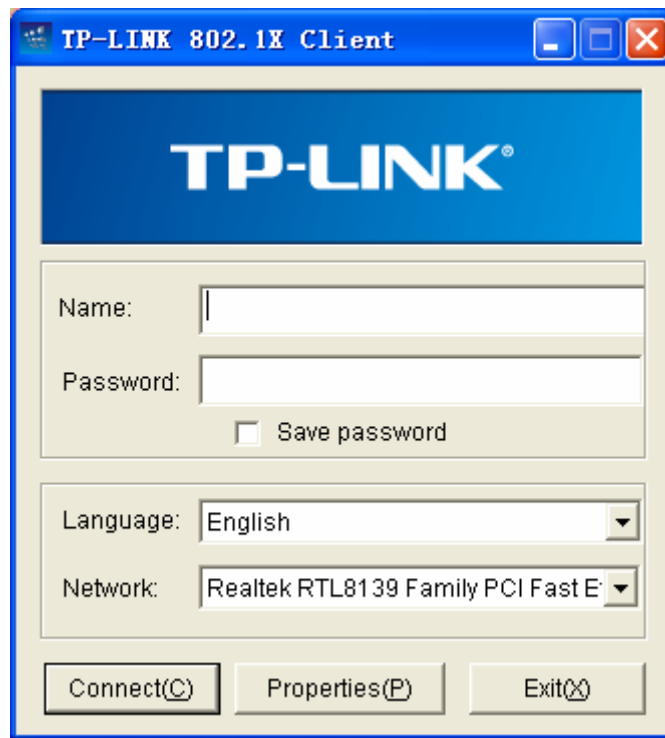 TP-LINK 802.1X Client
TP-LINK®
Name:
Password:
Save password
Language: English
Network: Realtek RTL8139 Family PCI Fast E
Connect(C) Properties(P) Exit(X)